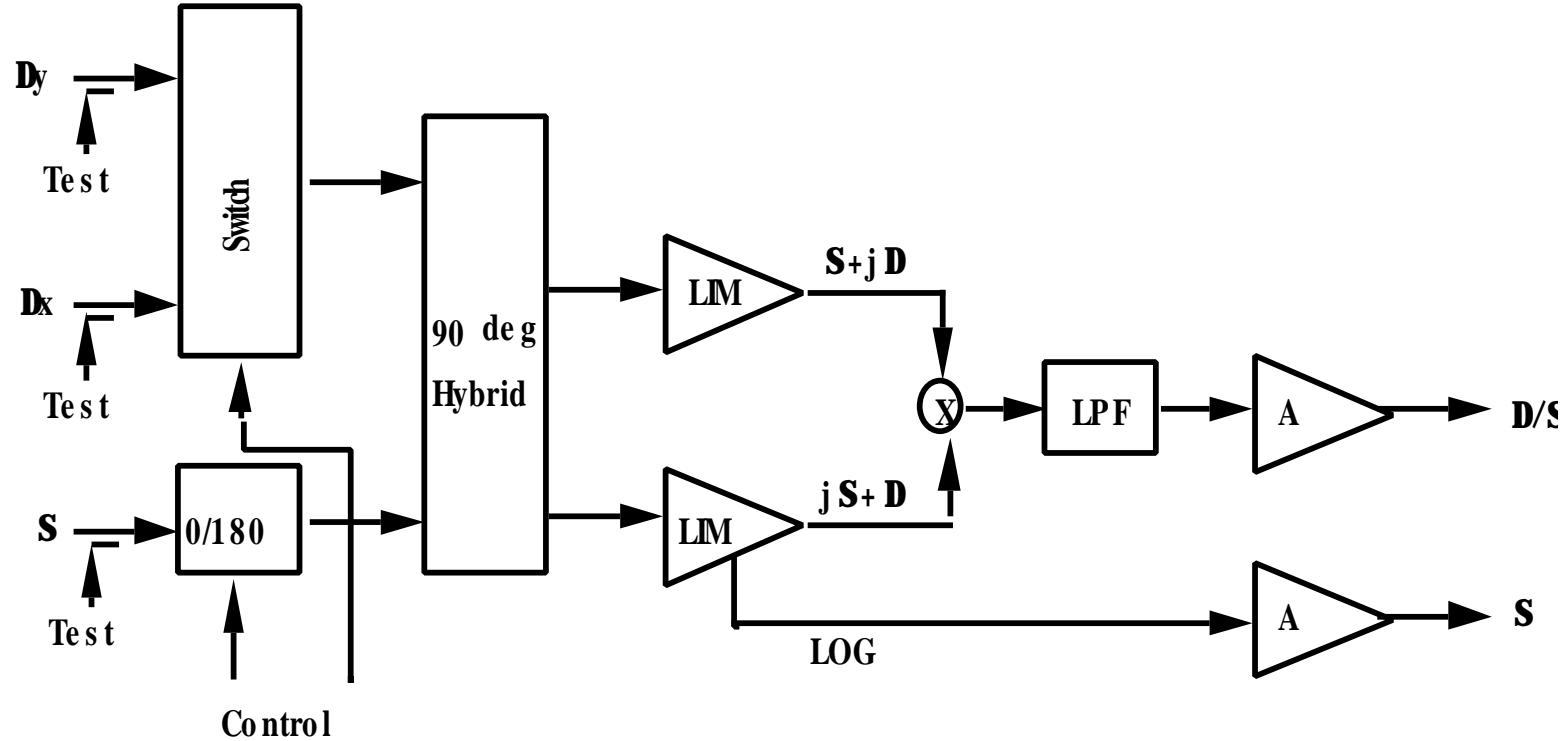 Dy
Test
Switch
Dx
Test
S
0/180
Test
Control
90 deg
Hybrid
LIM
S+jD
LIM
jS+D
LOG
X
LPF
A
D/S
A
S